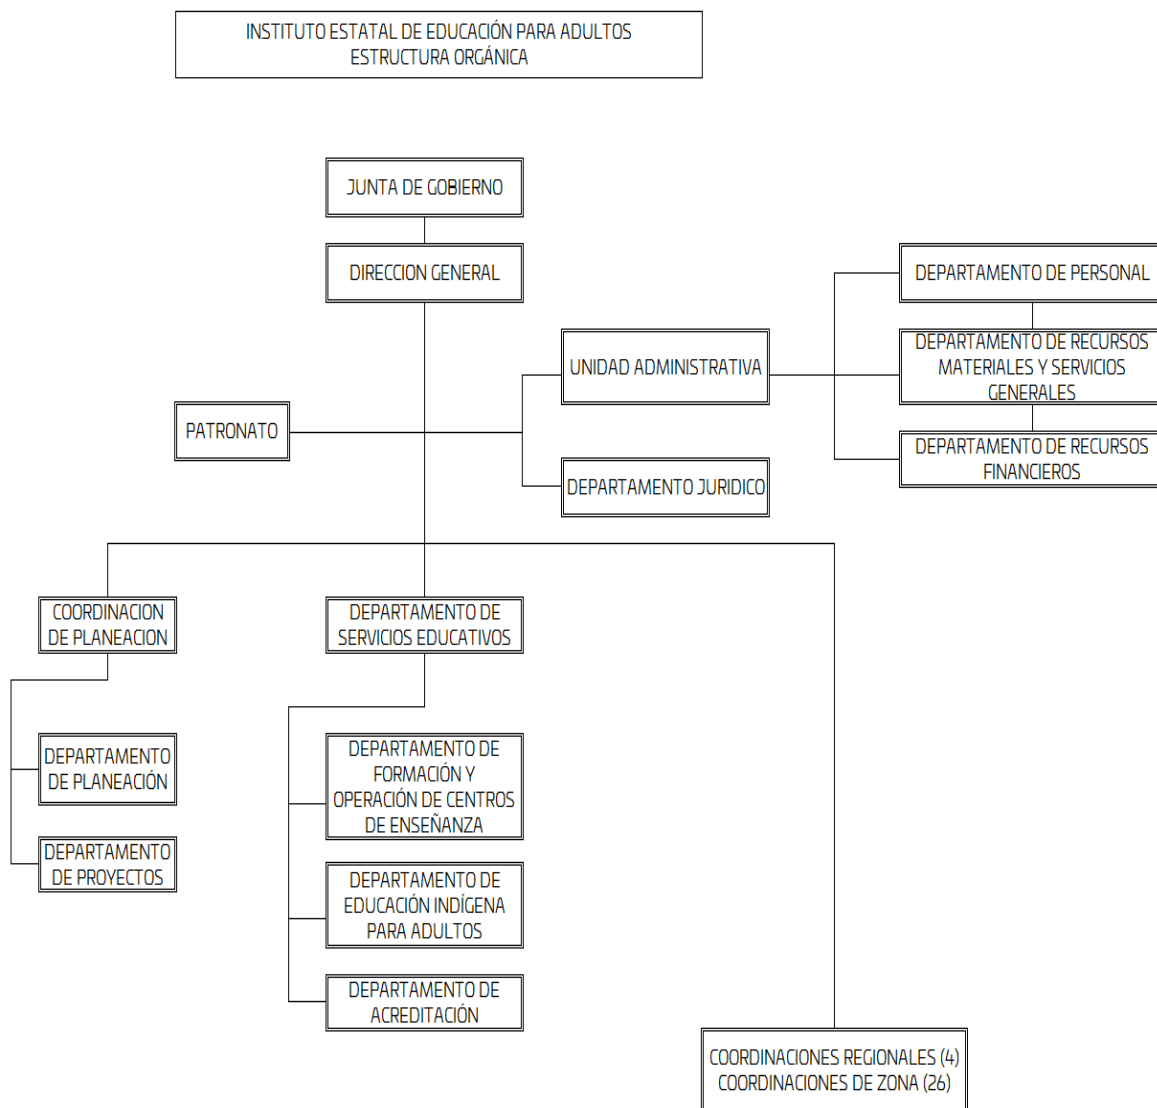 INSTITUTO ESTATAL DE EDUCACIÓN PARA ADULTOS
ESTRUCTURA ORGÁNICA
JUNTA DE GOBIERNO
DIRECCION GENERAL
DEPARTAMENTO DE PERSONAL
UNIDAD ADMINISTRATIVA
DEPARTAMENTO DE RECURSOS
MATERIALES Y SERVICIOS
GENERALES
PATRONATO
DEPARTAMENTO DE RECURSOS
FINANCIEROS
DEPARTAMENTO JURIDICO
COORDINACION
DE PLANEACION
DEPARTAMENTO DE
SERVICIOS EDUCATIVOS
DEPARTAMENTO
DE PLANEACIÓN
DEPARTAMENTO
DE PROYECTOS
DEPARTAMENTO DE
FORMACIÓN Y
OPERACIÓN DE CENTROS
DE ENSEÑANZA
DEPARTAMENTO DE
EDUCACIÓN INDÍGENA
PARA ADULTOS
DEPARTAMENTO DE
ACREDITACIÓN
COORDINACIONES REGIONALES (4)
COORDINACIONES DE ZONA (26)